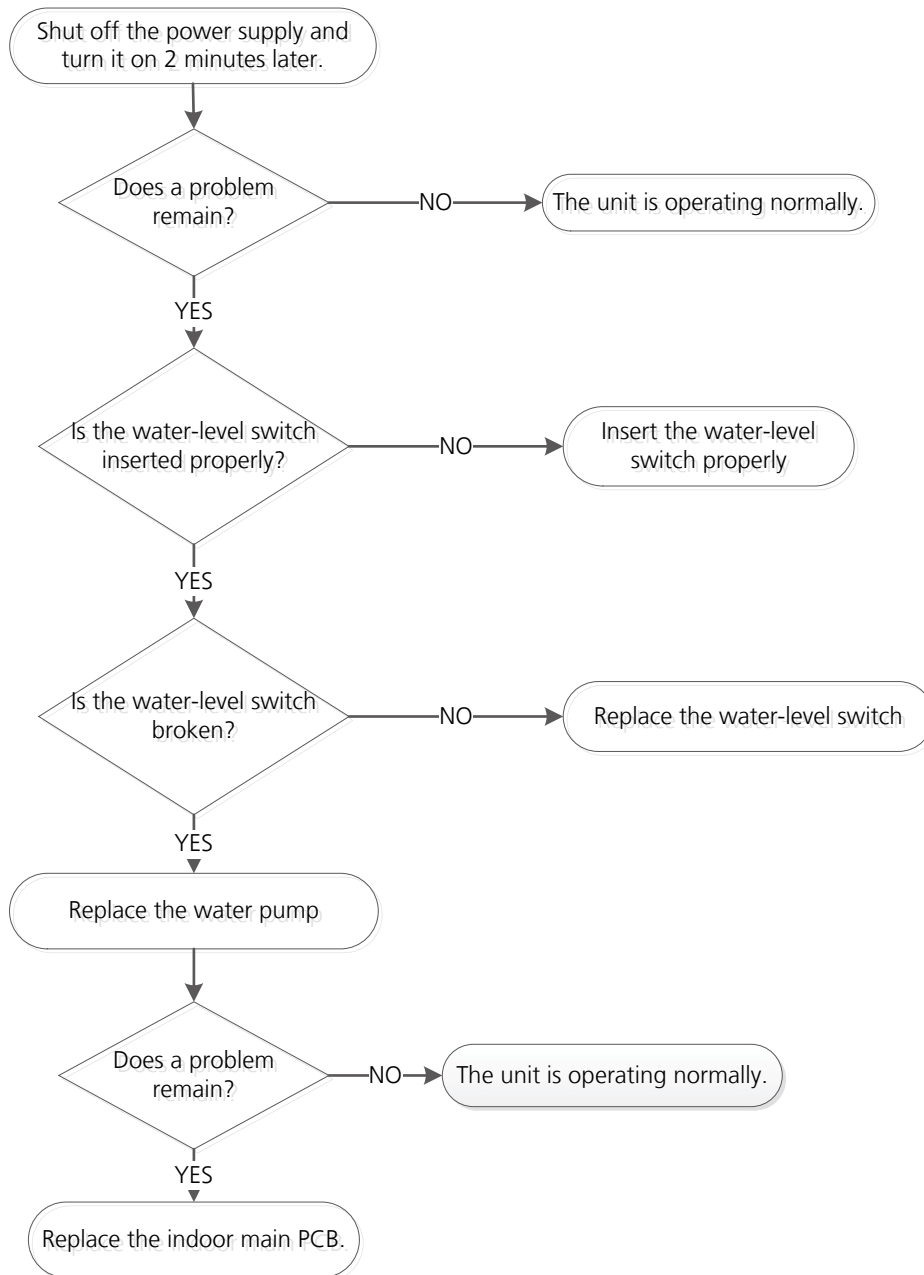 Shut off the power supply and
turn it on 2 minutes later.
Does a problem
remain?
NO
The unit is operating normally.
YES
Is the water-level switch
inserted properly?
NO
Insert the water-level
switch properly
YES
Is the water-level switch
broken?
NO
Replace the water-level switch
YES
Replace the water pump
Does a problem
remain?
NO
The unit is operating normally.
YES
Replace the indoor main PCB.